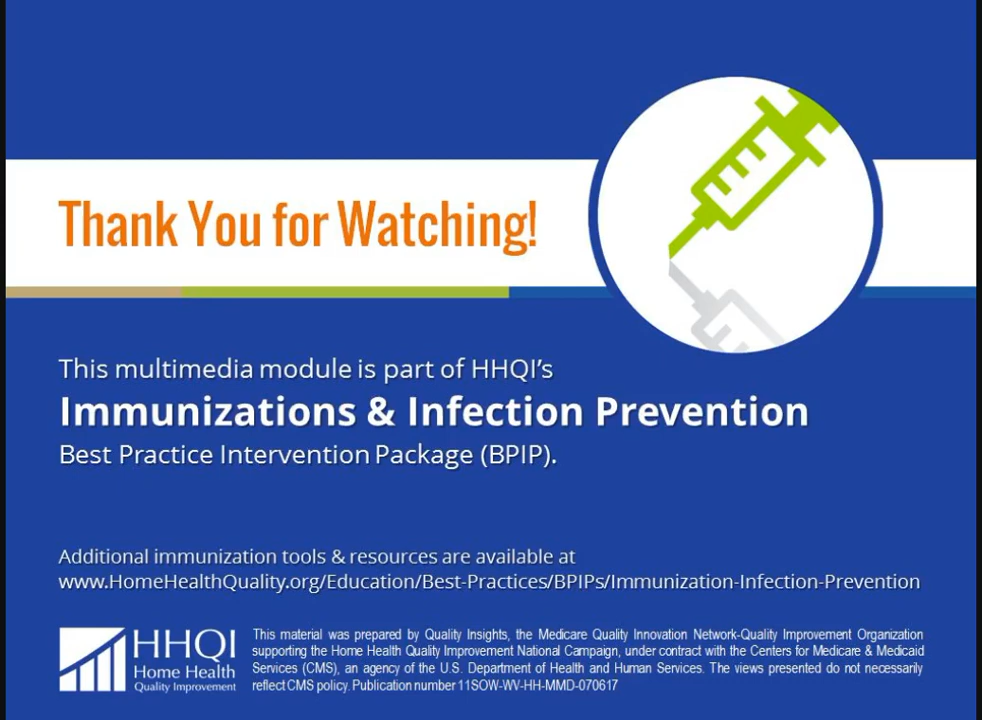 Thank You for Watching!
This multimedia module is part of HHQI’s
Immunizations & Infection Prevention
Best Practice Intervention Package (BPIP).
Additional immunization tools & resources are available at
www.HomeHealthQuality.org/Education/Best-Practices/BPIPs/Immunization-Infection-Prevention
HHQI
Home Health
Quality Improvement
This material was prepared by Quality Insights, the Medicare Quality Innovation Network-Quality Improvement Organization
supporting the Home Health Quality Improvement National Campaign, under contract with the Centers for Medicare & Medicaid
Services (CMS), an agency of the U.S. Department of Health and Human Services. The views presented do not necessarily
reflect CMS policy. Publication number 11SOW-WV-HH-MMD-070617